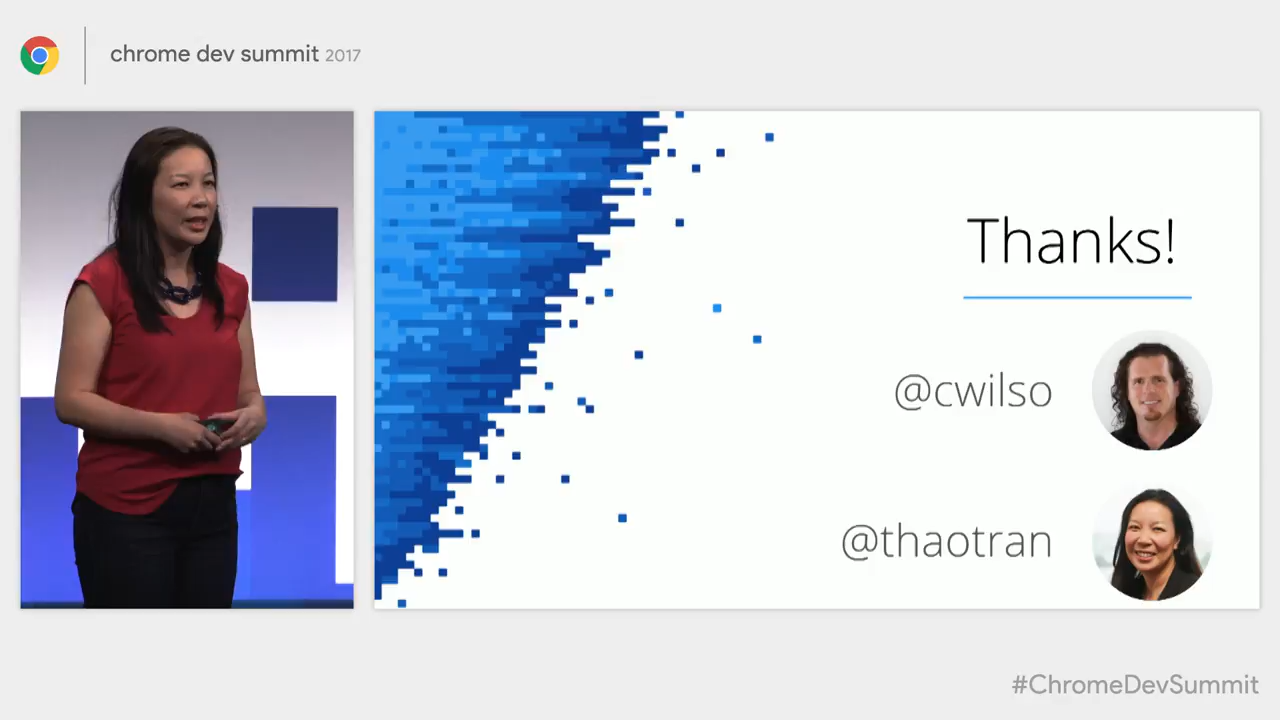 chrome dev summit 2017
Thanks!
@cwilso
@thaotran
#ChromeDevSummit